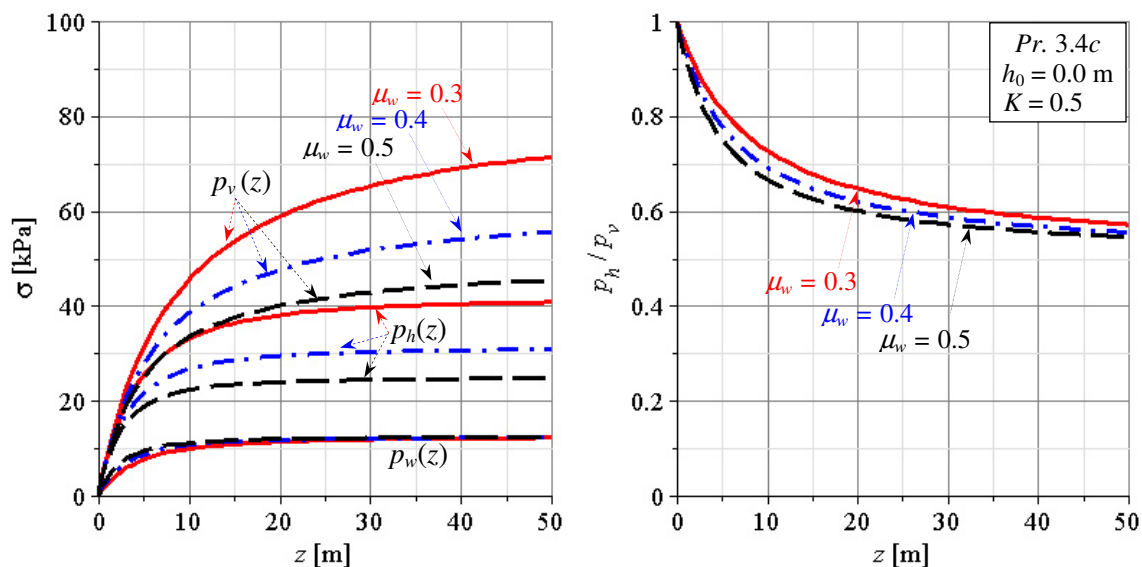 100
80
60
40
20
0
σ [kPa]
μw = 0.3
μw = 0.4
μw = 0.5
pv(z)
ph(z)
pw(z)
0 10 20 30 40 50
z [m]
1
0.8
0.6
0.4
0.2
0
ph / pv
Pr. 3.4c
h0 = 0.0 m
K = 0.5
μw = 0.3
μw = 0.4
μw = 0.5
0 10 20 30 40 50
z [m]